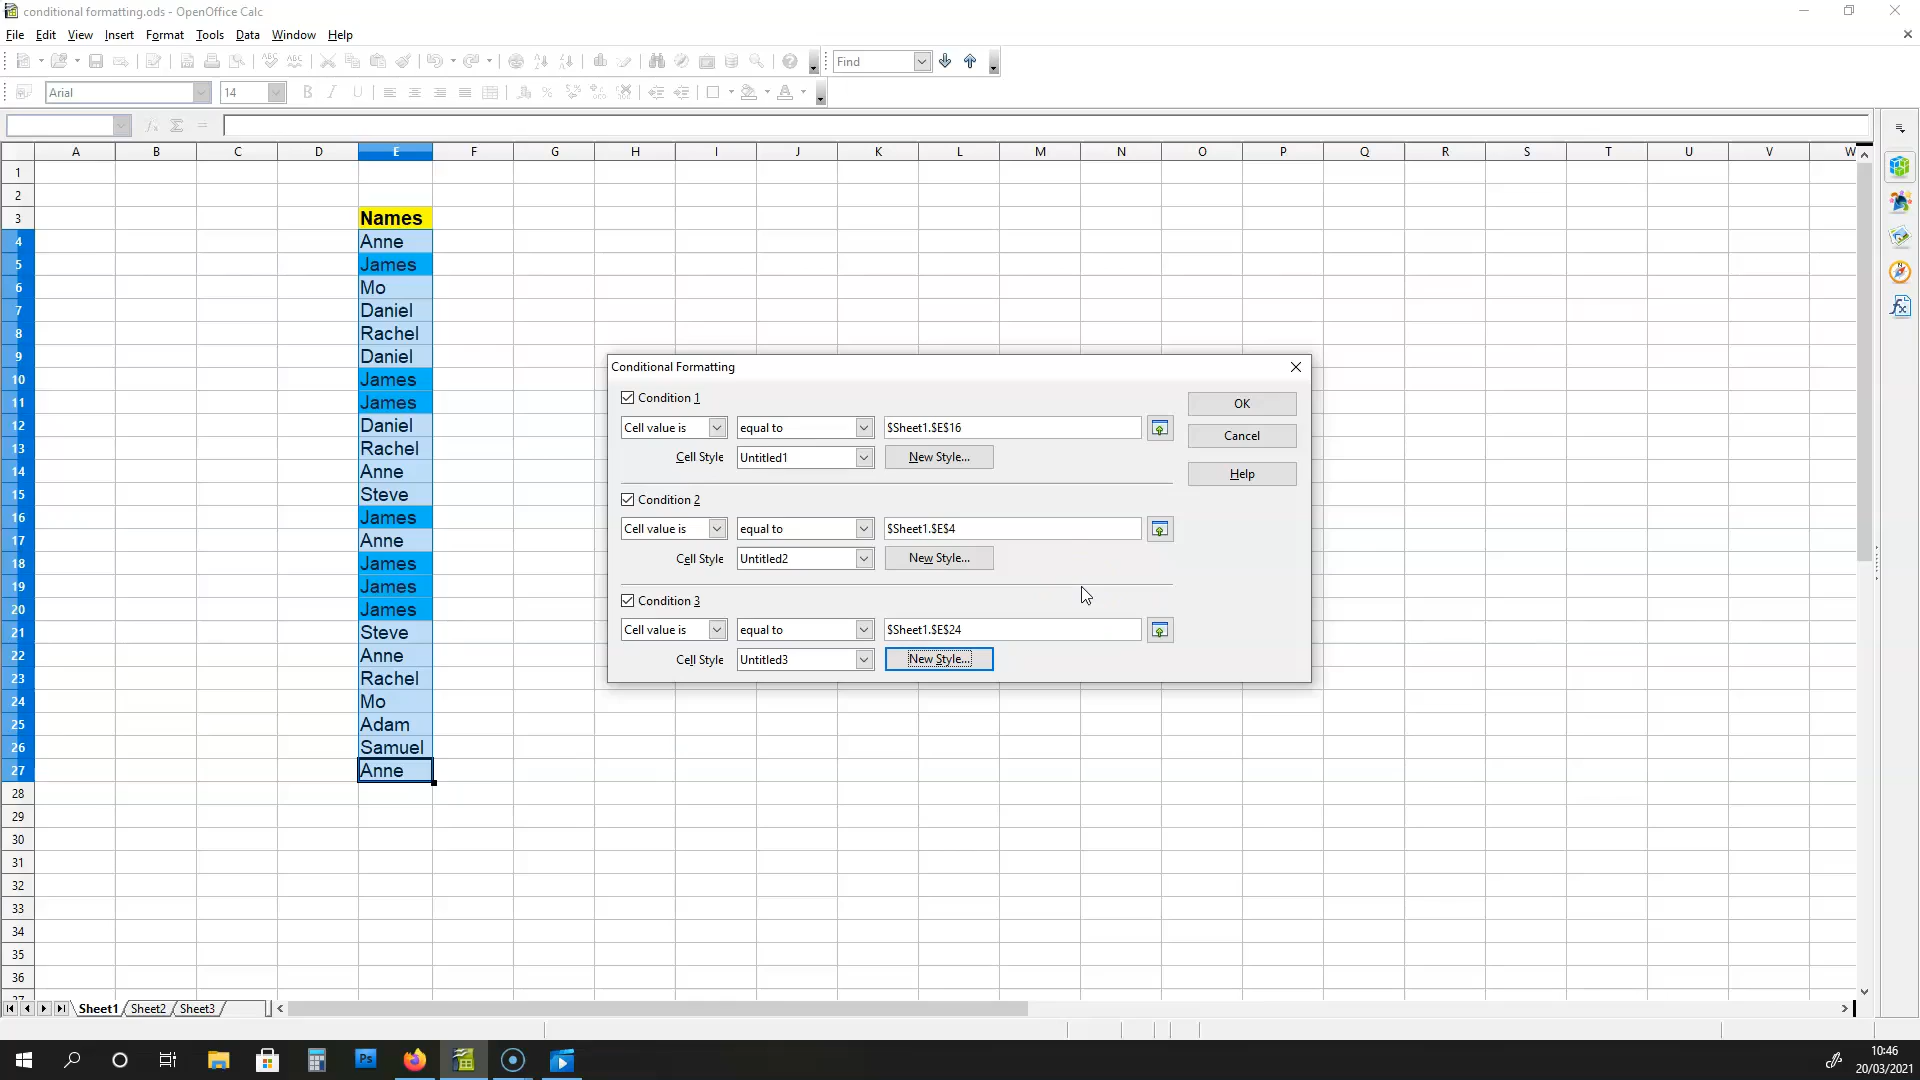 conditional formatting.ods - OpenOffice Calc
File Edit View Insert Format Tools Data Window Help
Find
Arial 14
A B C D E F G H I J K L M N O P Q R S T U V W
1
2
3 Names
4 Anne
5 James
6 Mo
7 Daniel
8 Rachel
9 Daniel
10 James
11 James
12 Daniel
13 Rachel
14 Anne
15 Steve
16 James
17 Anne
18 James
19 James
20 James
21 Steve
22 Anne
23 Rachel
24 Mo
25 Adam
26 Samuel
27 Anne
28
29
30
31
32
33
34
35
36
37
Conditional Formatting
Condition 1
OK
Cell value is equal to $Sheet1.$E$16
Cancel
Cell Style Untitled1 New Style...
Help
Condition 2
Cell value is equal to $Sheet1.$E$4
Cell Style Untitled2 New Style...
Condition 3
Cell value is equal to $Sheet1.$E$24
Cell Style Untitled3 New Style...
Sheet1 Sheet2 Sheet3
Ps
10:46
20/03/2021